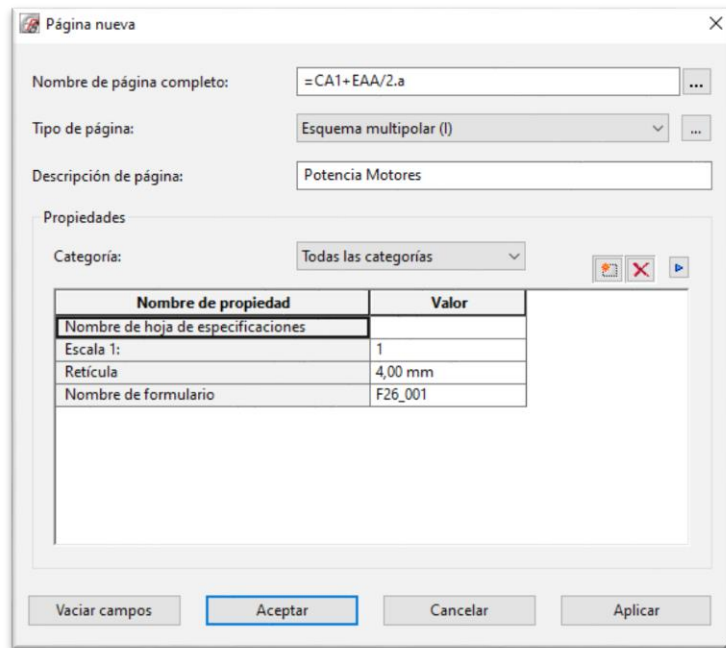 Página nueva
Nombre de página completo: =CA1+EAA/2.a ...
Tipo de página: Esquema multipolar (I) ...
Descripción de página: Potencia Motores
Propiedades
Categoría: Todas las categorías
Nombre de propiedad Valor
Nombre de hoja de especificaciones
Escala 1: 1
Retícula 4,00 mm
Nombre de formulario F26_001
Vaciar campos Aceptar Cancelar Aplicar